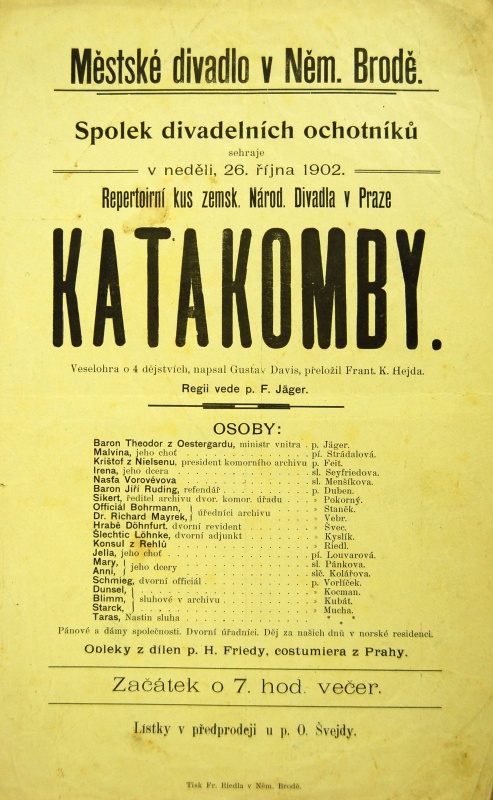 Městské divadlo v Něm. Brodě.
Spolek divadelních ochotníků
sehraje
v neděli, 26. října 1902.
Repertoirní kus zemsk. Národ. Divadla v Praze
KATAKOMBY.
Veselohra o 4 dějstvích, napsal Gustav Davis, přeložil Frant. K. Hejda.
Regii vede p. F. Jäger.
OSOBY:
Baron Theodor z Oestergardu, ministr vnitra . p. Jäger.
Malvína, jeho choť . . . . . . . . . . pí. Strádalová.
Krištof z Nielsenu, president komorního archivu p. Feit.
Irena, jeho dcera . . . . . . . . . . sl. Seyfriedova.
Nasťa Vorověvova . . . . . . . . . . sl. Menšíkova.
Baron Jiří Ruding, refendář . . . . . . . . p. Duben.
Sikert, ředitel archivu dvor. komor. úřadu . . „ Pokorný.
Officiál Bohrmann, } úředníci archivu . . . . „ Staněk.
Dr. Richard Mayrek, } „ Vebr.
Hrabě Döhnfurt, dvorní revident . . . . . . „ Švec.
Šlechtic Löhnke, dvorní adjunkt . . . . . . „ Kyslík.
Konsul z Rehlů . . . . . . . . . . „ Riedl.
Jella, jeho choť . . . . . . . . . . pí. Louvarová.
Mary, } jeho dcery . . . . . . . . sl. Pánkova.
Anni, } slč. Kolářova.
Schmieg, dvorní officiál . . . . . . . . p. Vorlíček.
Dunsel, } „ Kocman.
Blimm, } sluhové v archivu . . . . . . „ Kubát.
Starck, } „ Mucha.
Taras, Nastin sluha . . . . . . . . * * *
Pánové a dámy společnosti. Dvorní úřadníci. Děj za našich dnů v norské residenci.
Obleky z dílen p. H. Friedy, costumiera z Prahy.
Začátek o 7. hod. večer.
Lístky v předprodeji u p. O. Švejdy.
Tisk Fr. Riedla v Něm. Brodě.